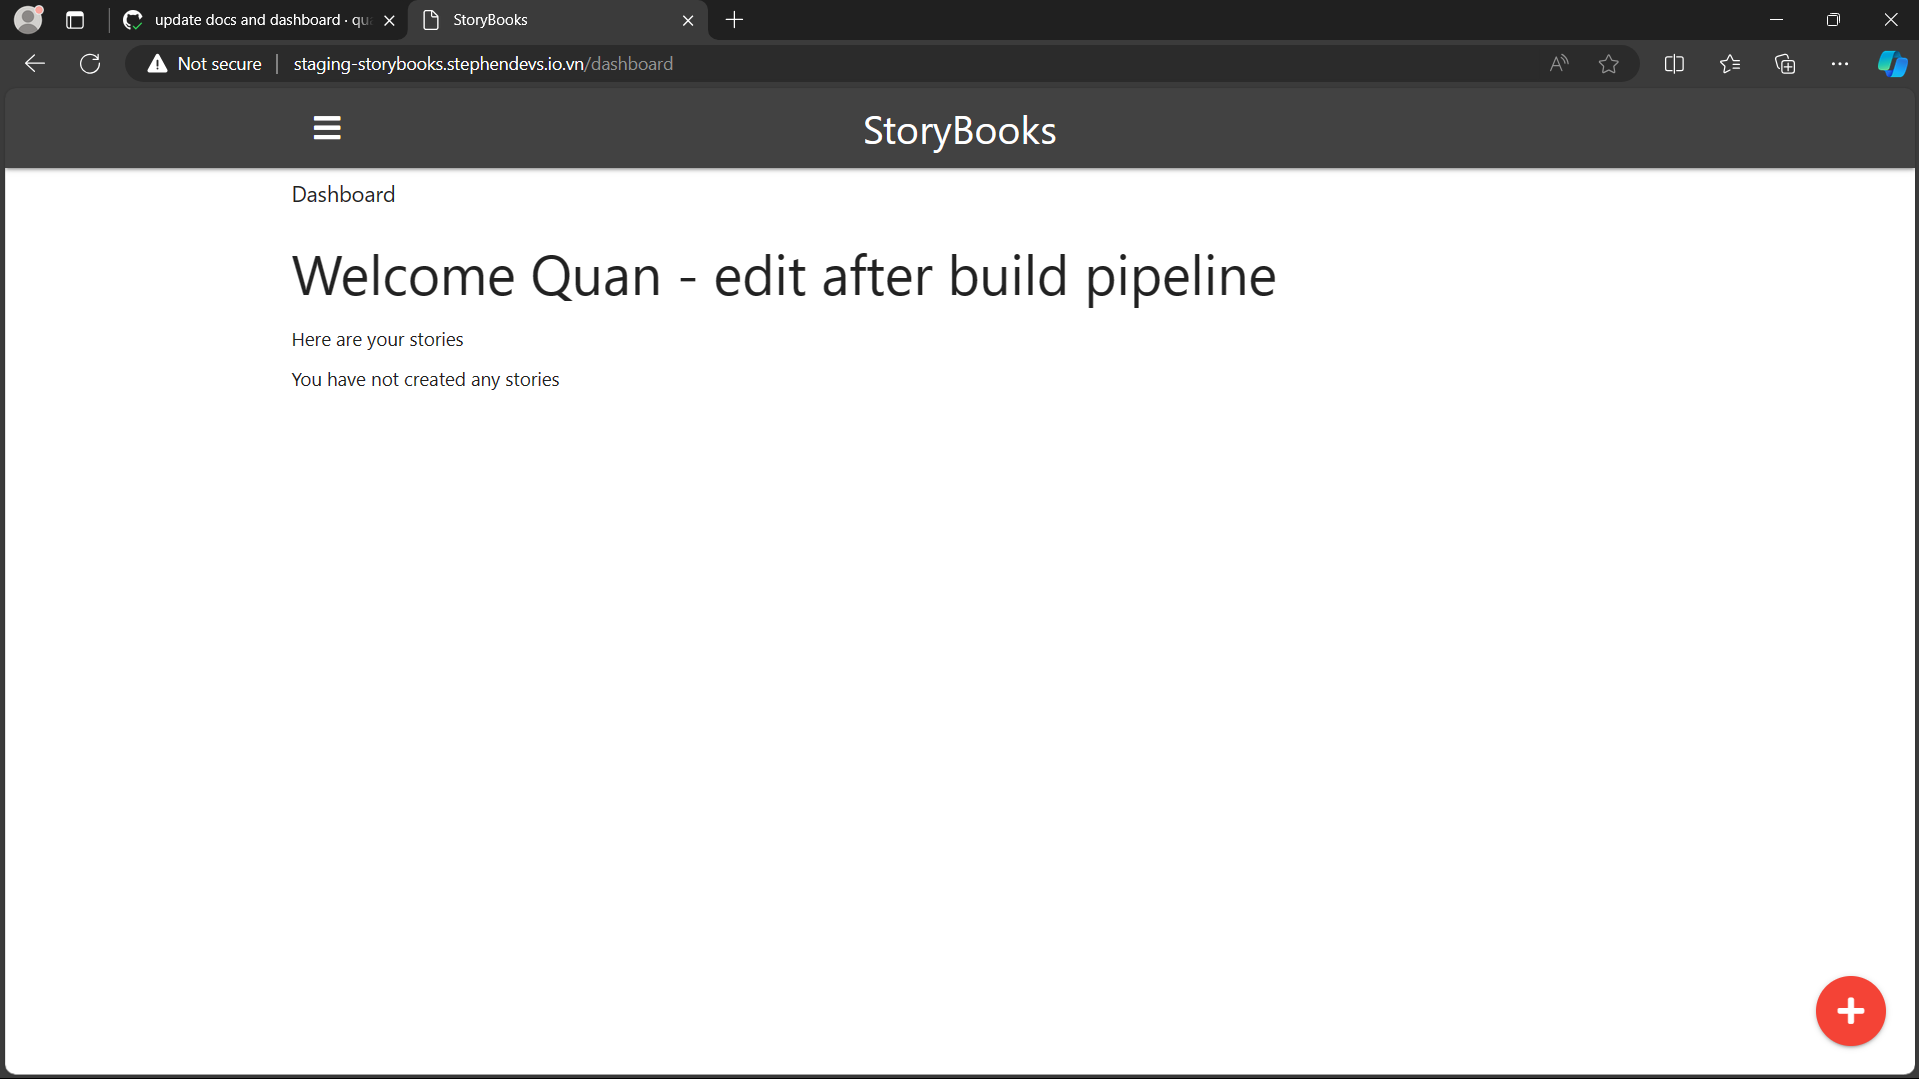 update docs and dashboard · qu
StoryBooks
Not secure
staging-storybooks.stephendevs.io.vn/dashboard
StoryBooks
Dashboard
Welcome Quan - edit after build pipeline
Here are your stories
You have not created any stories